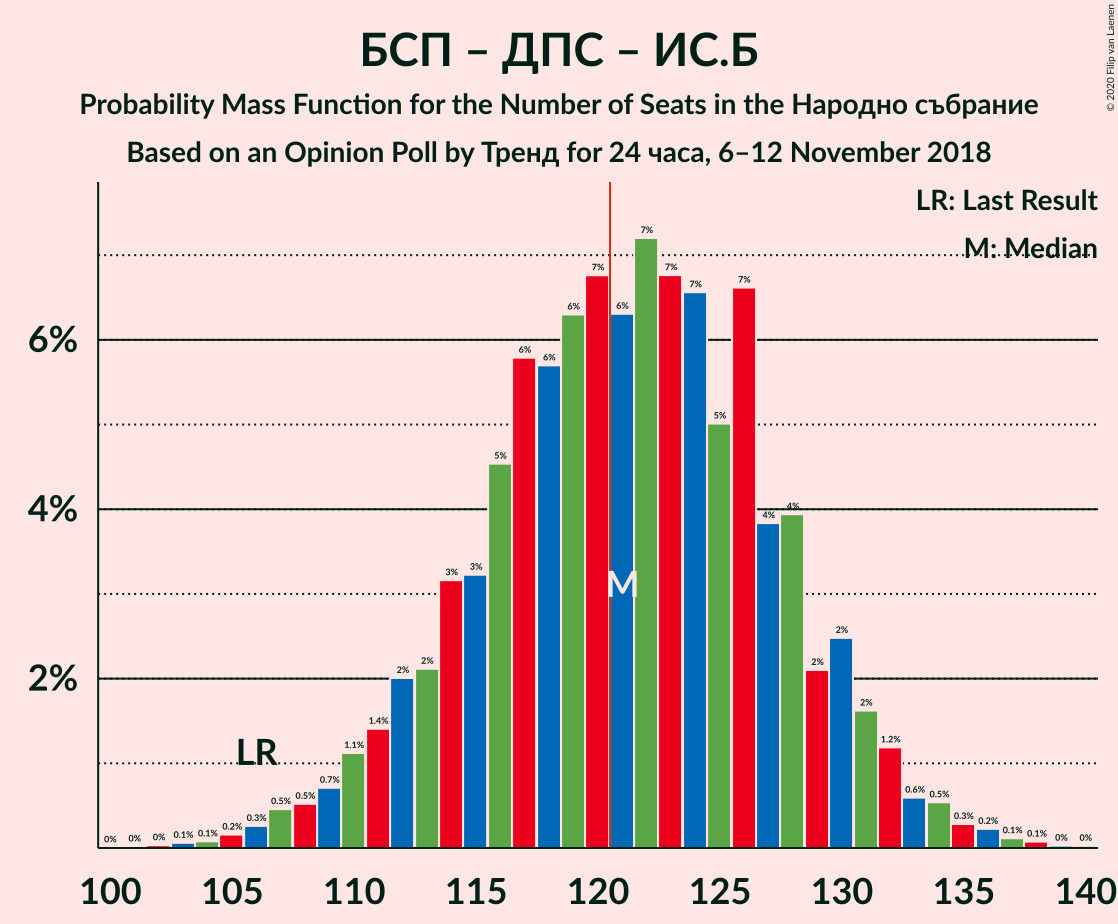 БСП – ДПС – ИС.Б
Probability Mass Function for the Number of Seats in the Народно събрание
Based on an Opinion Poll by Тренд for 24 часа, 6–12 November 2018
© 2020 Filip van Laenen
LR: Last Result
M: Median
6%
4%
2%
0% 0% 0% 0.1% 0.1% 0.2% 0.3% 0.5% 0.5% 0.7% 1.1% 1.4% 2% 2% 3% 3% 5% 6% 6% 6% 7% 6% 7% 7% 7% 5% 7% 4% 4% 2% 2% 2% 1.2% 0.6% 0.5% 0.3% 0.2% 0.1% 0.1% 0% 0%
M
LR
100 105 110 115 120 125 130 135 140